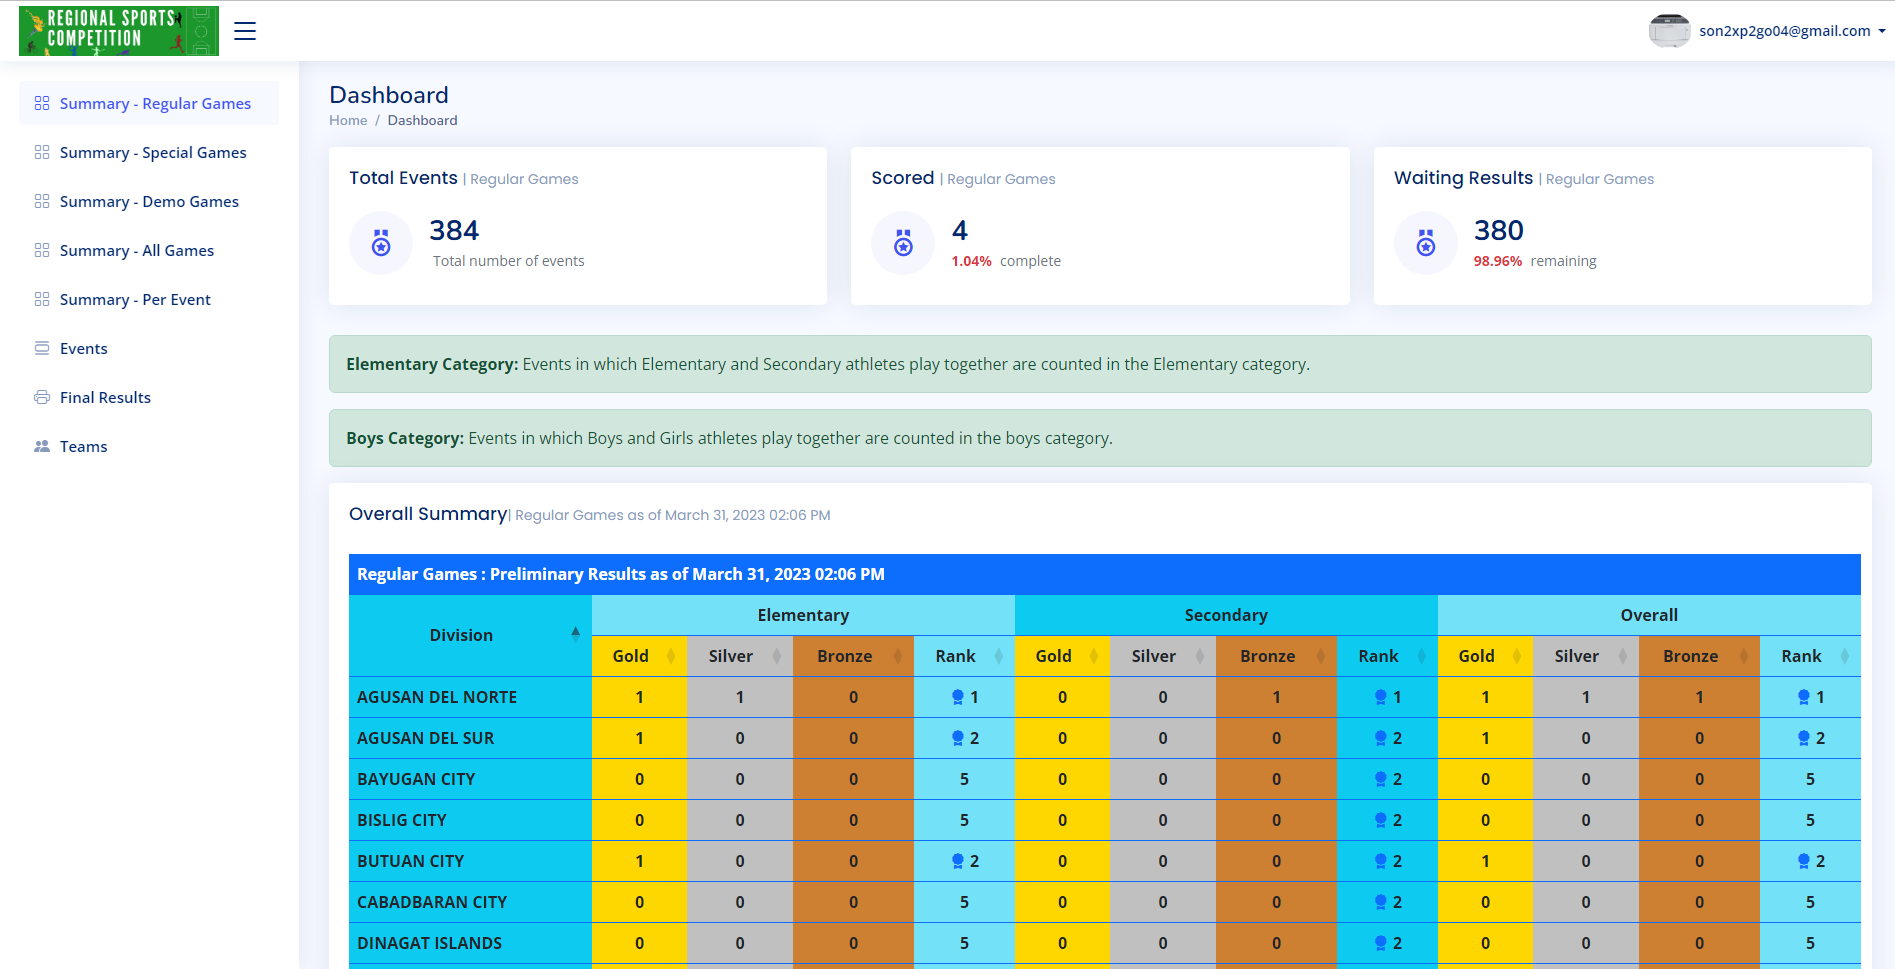 REGIONAL SPORTS
COMPETITION
son2xp2go04@gmail.com
Summary - Regular Games
Summary - Special Games
Summary - Demo Games
Summary - All Games
Summary - Per Event
Events
Final Results
Teams
Dashboard
Home / Dashboard
Total Events | Regular Games
384
Total number of events
Scored | Regular Games
4
1.04% complete
Waiting Results | Regular Games
380
98.96% remaining
Elementary Category: Events in which Elementary and Secondary athletes play together are counted in the Elementary category.
Boys Category: Events in which Boys and Girls athletes play together are counted in the boys category.
Overall Summary| Regular Games as of March 31, 2023 02:06 PM
Regular Games : Preliminary Results as of March 31, 2023 02:06 PM
Division Elementary Secondary Overall
Gold Silver Bronze Rank Gold Silver Bronze Rank Gold Silver Bronze Rank
AGUSAN DEL NORTE 1 1 0 1 0 0 1 1 1 1 1 1
AGUSAN DEL SUR 1 0 0 2 0 0 0 2 1 0 0 2
BAYUGAN CITY 0 0 0 5 0 0 0 2 0 0 0 5
BISLIG CITY 0 0 0 5 0 0 0 2 0 0 0 5
BUTUAN CITY 1 0 0 2 0 0 0 2 1 0 0 2
CABADBARAN CITY 0 0 0 5 0 0 0 2 0 0 0 5
DINAGAT ISLANDS 0 0 0 5 0 0 0 2 0 0 0 5